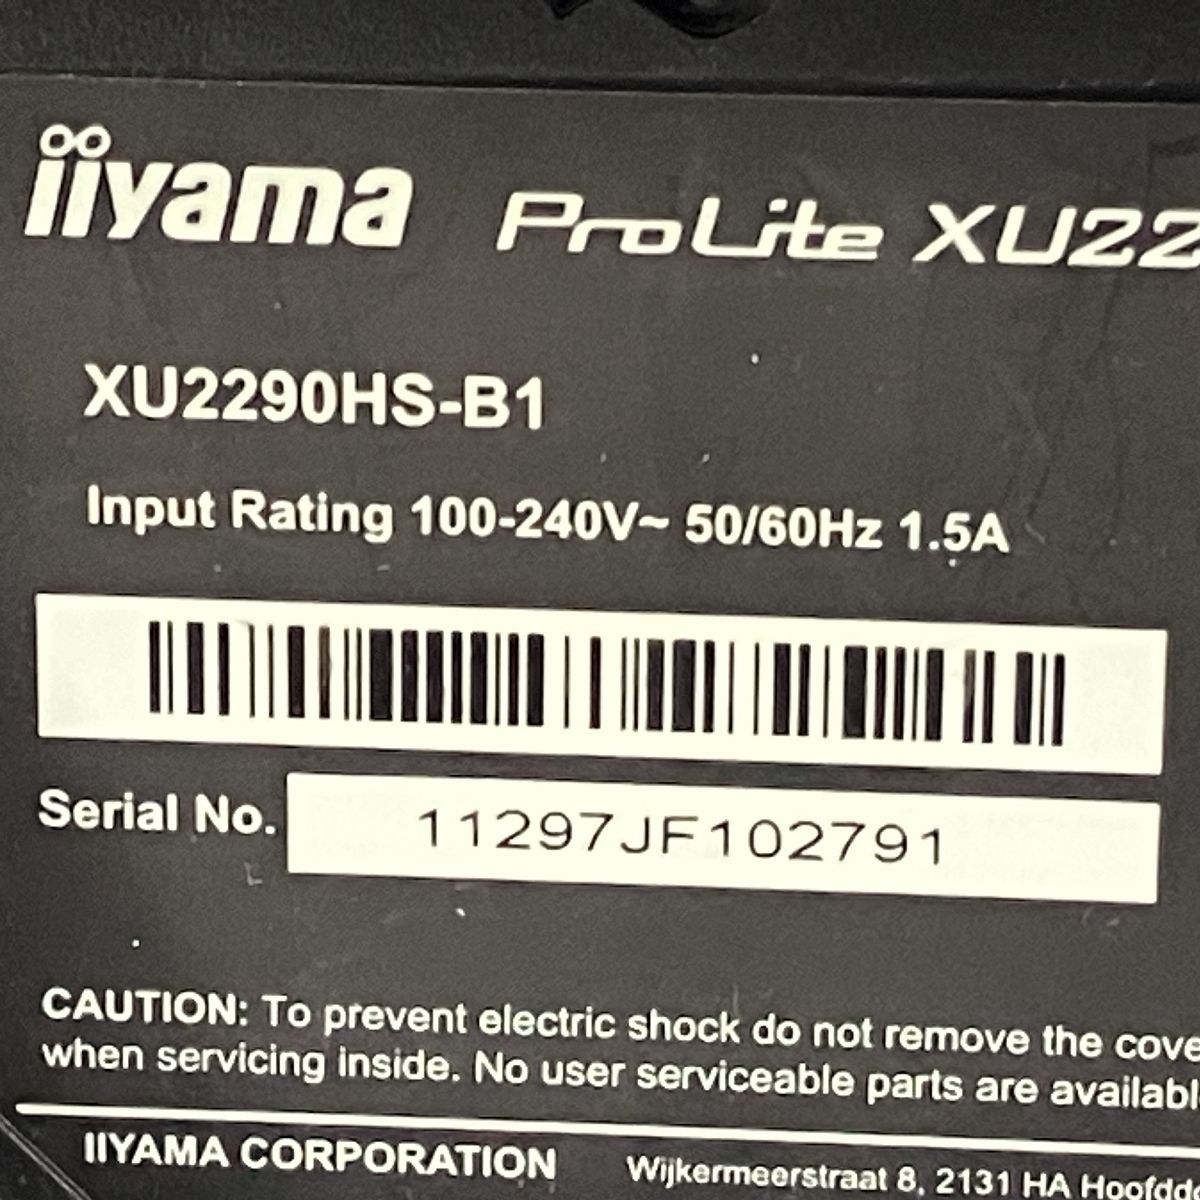 iiyama ProLite XU22
XU2290HS-B1
Input Rating 100-240V~ 50/60Hz 1.5A
Serial No. 11297JF102791
CAUTION: To prevent electric shock do not remove the cove
when servicing inside. No user serviceable parts are availabl
IIYAMA CORPORATION Wijkermeerstraat 8, 2131 HA Hoofdd